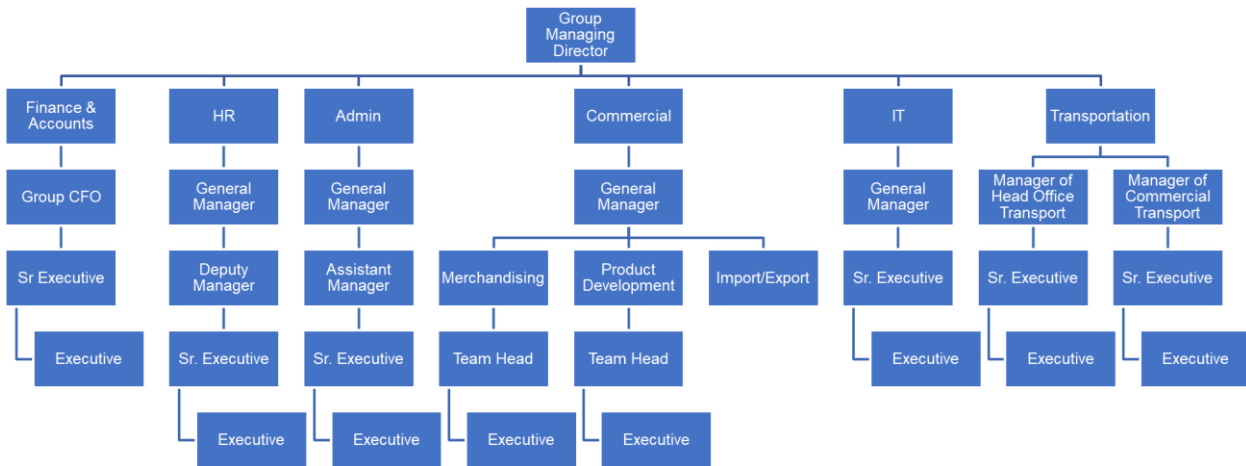 Group
Managing
Director
Finance &
Accounts
HR
Admin
Commercial
IT
Transportation
Group CFO
General
Manager
General
Manager
General
Manager
General
Manager
Manager of
Head Office
Transport
Manager of
Commercial
Transport
Sr Executive
Deputy
Manager
Assistant
Manager
Merchandising
Product
Development
Import/Export
Sr. Executive
Sr. Executive
Sr. Executive
Executive
Sr. Executive
Sr. Executive
Team Head
Team Head
Executive
Executive
Executive
Executive
Executive
Executive
Executive